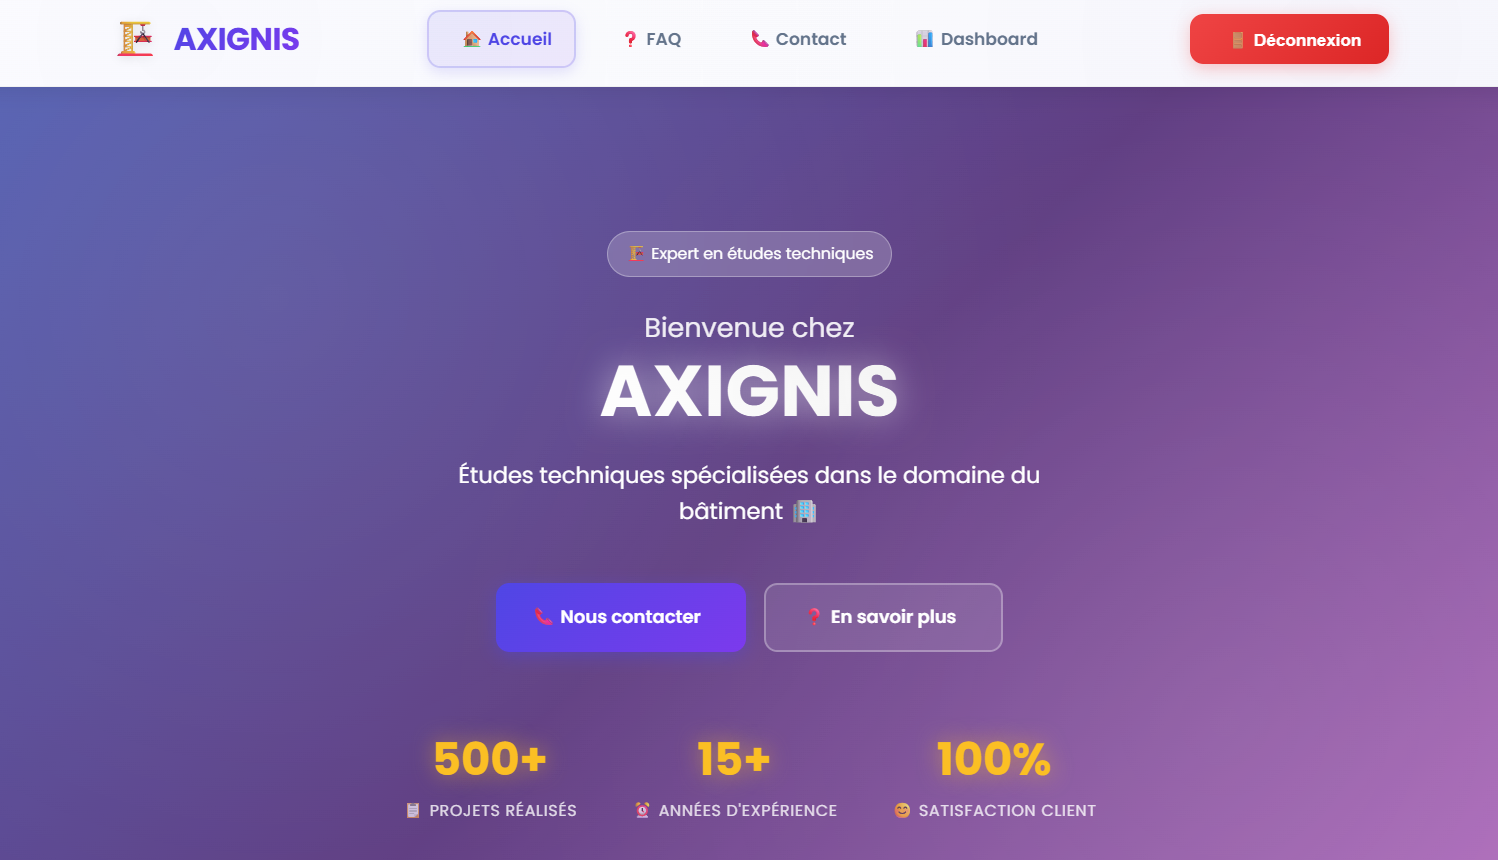 AXIGNIS
Accueil
FAQ
Contact
Dashboard
Déconnexion
Expert en études techniques
Bienvenue chez
AXIGNIS
Études techniques spécialisées dans le domaine du
bâtiment
Nous contacter
En savoir plus
500+
15+
100%
PROJETS RÉALISÉS
ANNÉES D'EXPÉRIENCE
SATISFACTION CLIENT